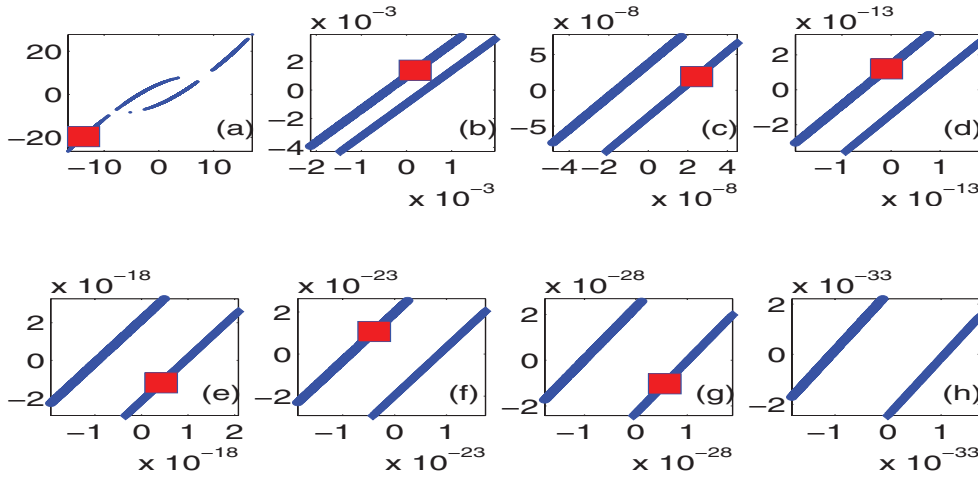 x 10−3 x 10−8 x 10−13
20 0 −20 (a) −10 0 10
2 0 −2 −4 (b) −2 −1 0 1 x 10−3
5 0 −5 (c) −4 −2 0 2 4 x 10−8
2 0 −2 (d) −1 0 1 x 10−13
x 10−18 x 10−23 x 10−28 x 10−33
2 0 −2 (e) −1 0 1 2 x 10−18
2 0 −2 (f) −1 0 1 x 10−23
2 0 −2 (g) −1 0 1 x 10−28
2 0 −2 (h) −1 0 1 x 10−33